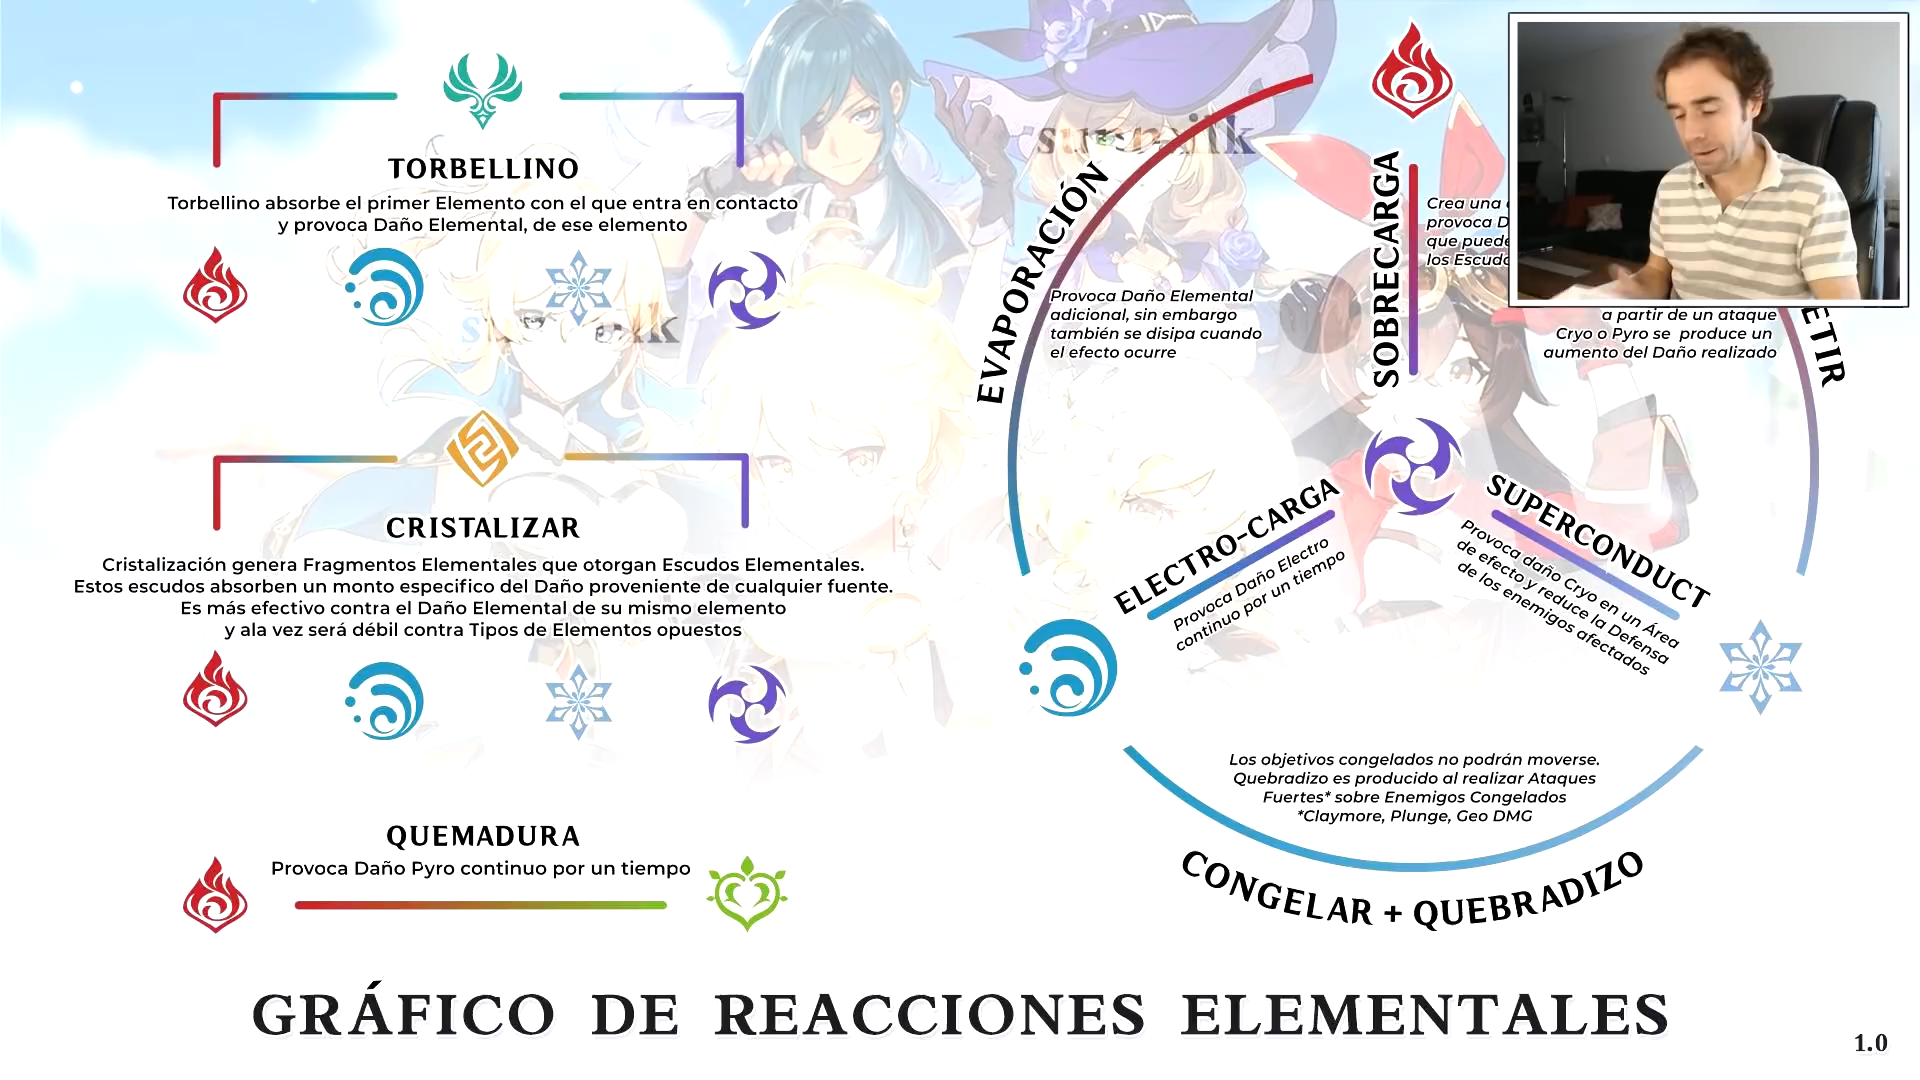 TORBELLINO
Torbellino absorbe el primer Elemento con el que entra en contacto
y provoca Daño Elemental, de ese elemento
CRISTALIZAR
Cristalización genera Fragmentos Elementales que otorgan Escudos Elementales.
Estos escudos absorben un monto especifico del Daño proveniente de cualquier fuente.
Es más efectivo contra el Daño Elemental de su mismo elemento
y ala vez será débil contra Tipos de Elementos opuestos
QUEMADURA
Provoca Daño Pyro continuo por un tiempo
EVAPORACIÓN
Provoca Daño Elemental
adicional, sin embargo
también se disipa cuando
el efecto ocurre
SOBRECARGA
Crea una
provoca
que puede
los
ETIR
a partir de un ataque
Cryo o Pyro se produce un
aumento del Daño realizado
ELECTRO-CARGA
Provoca Daño Electro
continuo por un tiempo
SUPERCONDUCT
Provoca daño Cryo en un Área
de efecto y reduce la Defensa
de los enemigos afectados
Los objetivos congelados no podrán moverse.
Quebradizo es producido al realizar Ataques
Fuertes* sobre Enemigos Congelados
*Claymore, Plunge, Geo DMG
CONGELAR + QUEBRADIZO
GRÁFICO DE REACCIONES ELEMENTALES
1.0